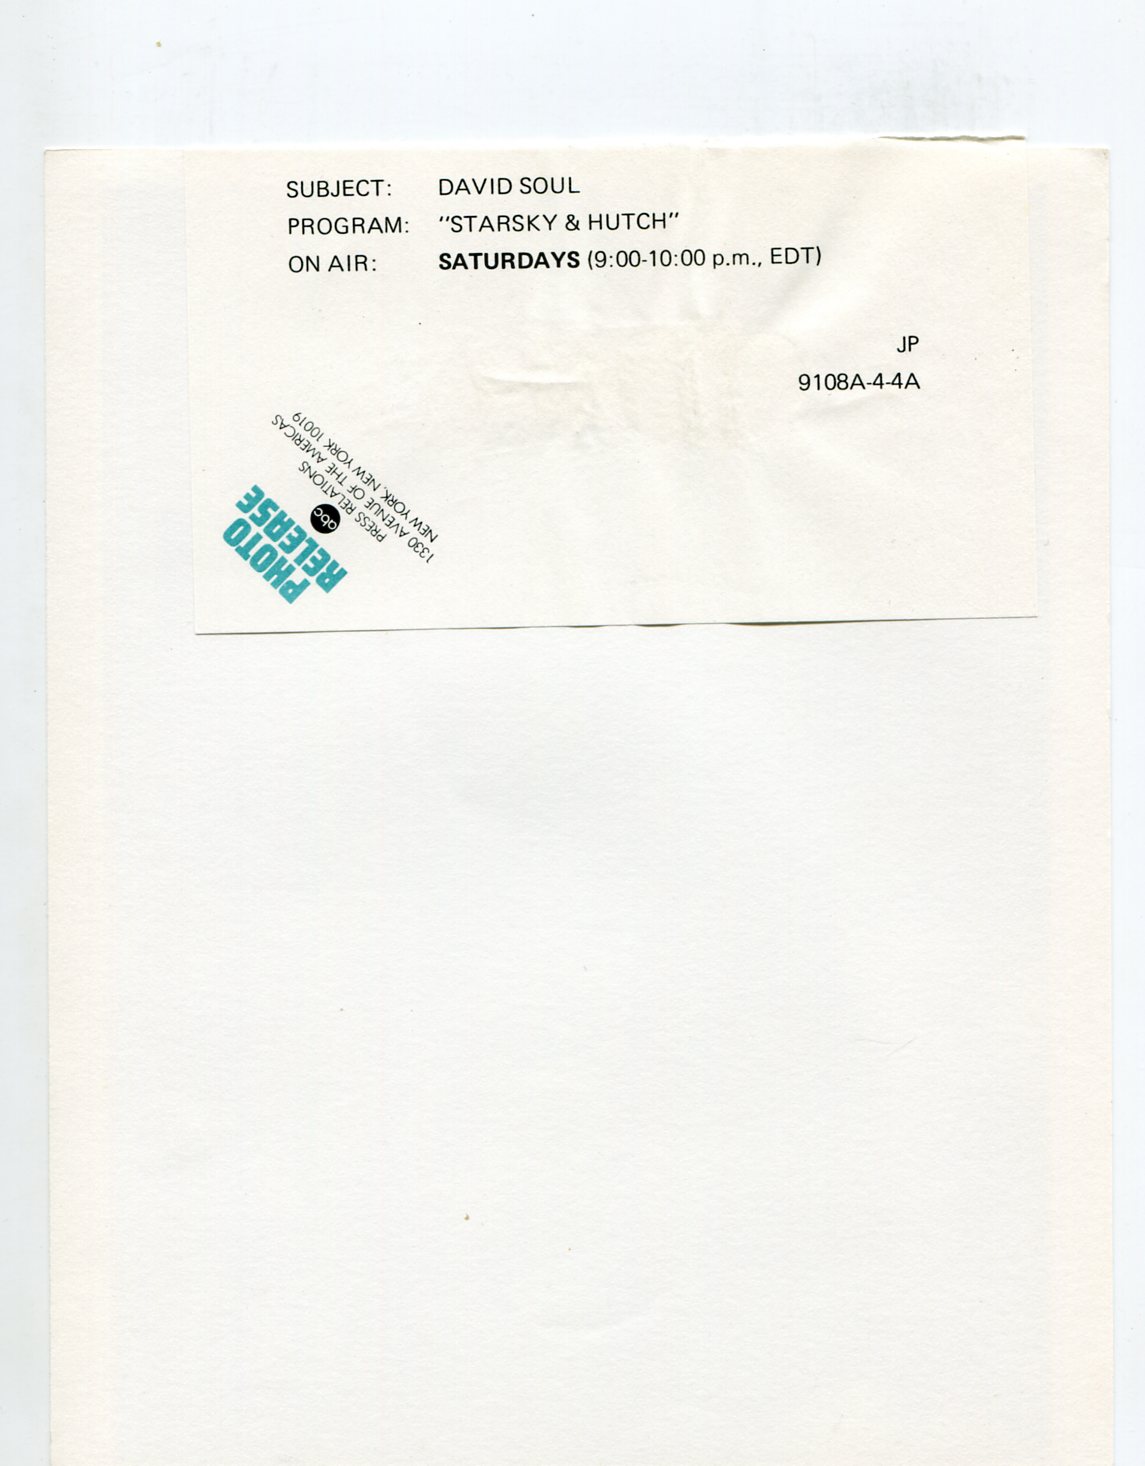 SUBJECT: DAVID SOUL
PROGRAM: "STARSKY & HUTCH"
ON AIR: SATURDAYS (9:00-10:00 p.m., EDT)
JP
9108A-4-4A
PHOTO
RELEASE
abc
PRESS RELATIONS
1330 AVENUE OF THE AMERICAS
NEW YORK, NEW YORK 10019